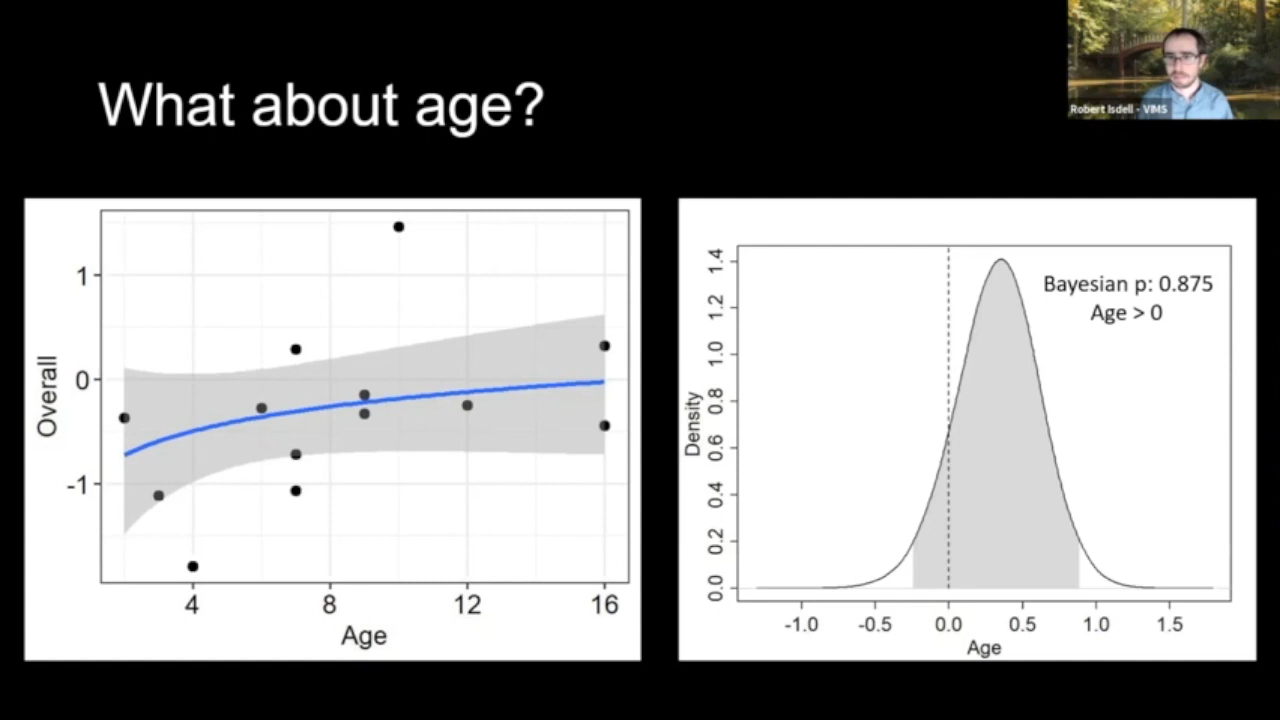 What about age?
Robert Isdell - VIMS
Overall
1
0
-1
4 8 12 16
Age
Density
1.4
1.2
1.0
0.8
0.6
0.4
0.2
0.0
Bayesian p: 0.875
Age > 0
-1.0 -0.5 0.0 0.5 1.0 1.5
Age